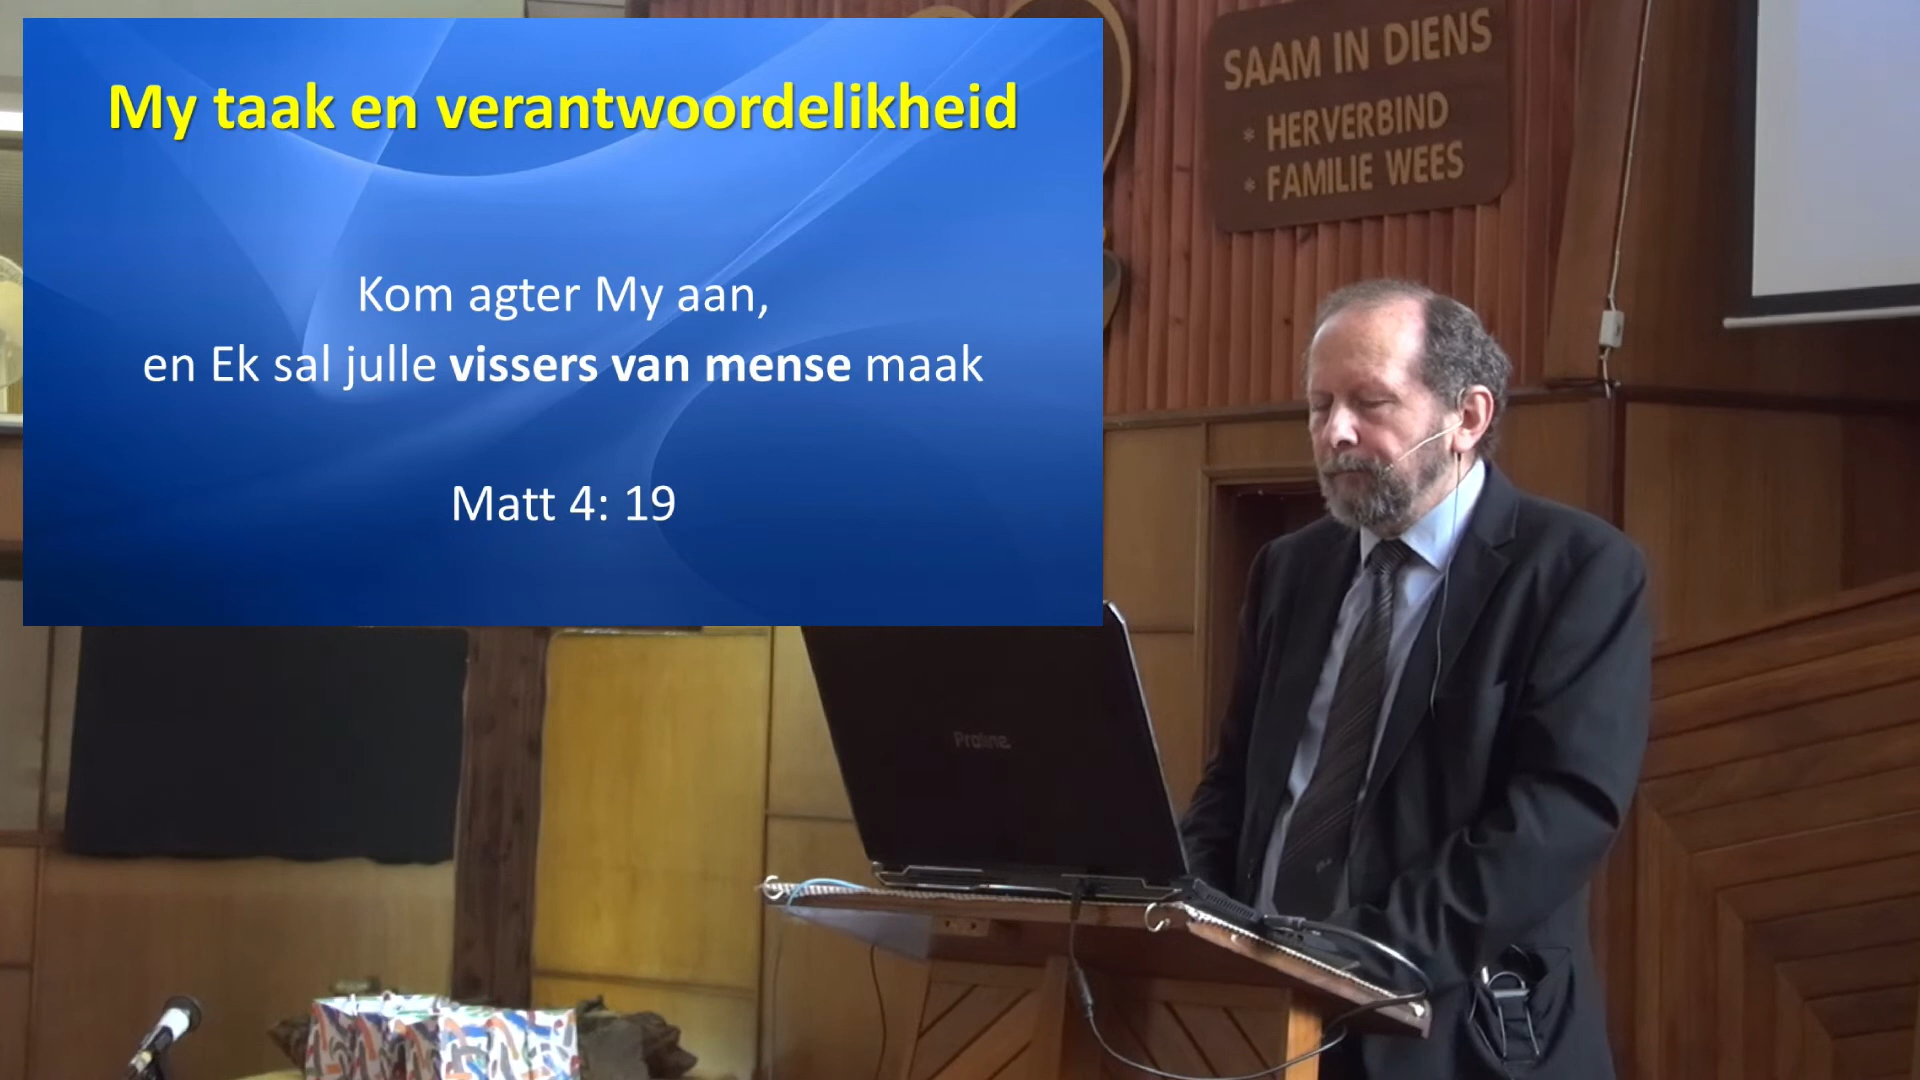 My taak en verantwoordelikheid
Kom agter My aan,
en Ek sal julle vissers van mense maak
Matt 4: 19
SAAM IN DIENS
* HERVERBIND
* FAMILIE WEES
Proline